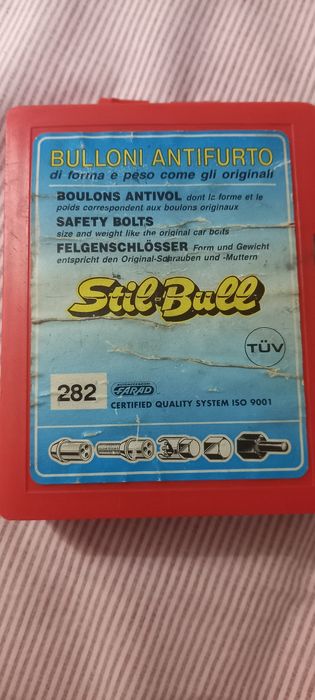 BULLONI ANTIFURTO
di forma e peso come gli originali
BOULONS ANTIVOL dont lc forme et le
poids correspondent aux boulons originaux
SAFETY BOLTS
size and weight like the original car bolts
FELGENSCHLÖSSER Form und Gewicht
entspricht den Original-Schrauben und -Muttern
Stil-Bull
TÜV
282
FARAD
CERTIFIED QUALITY SYSTEM ISO 9001